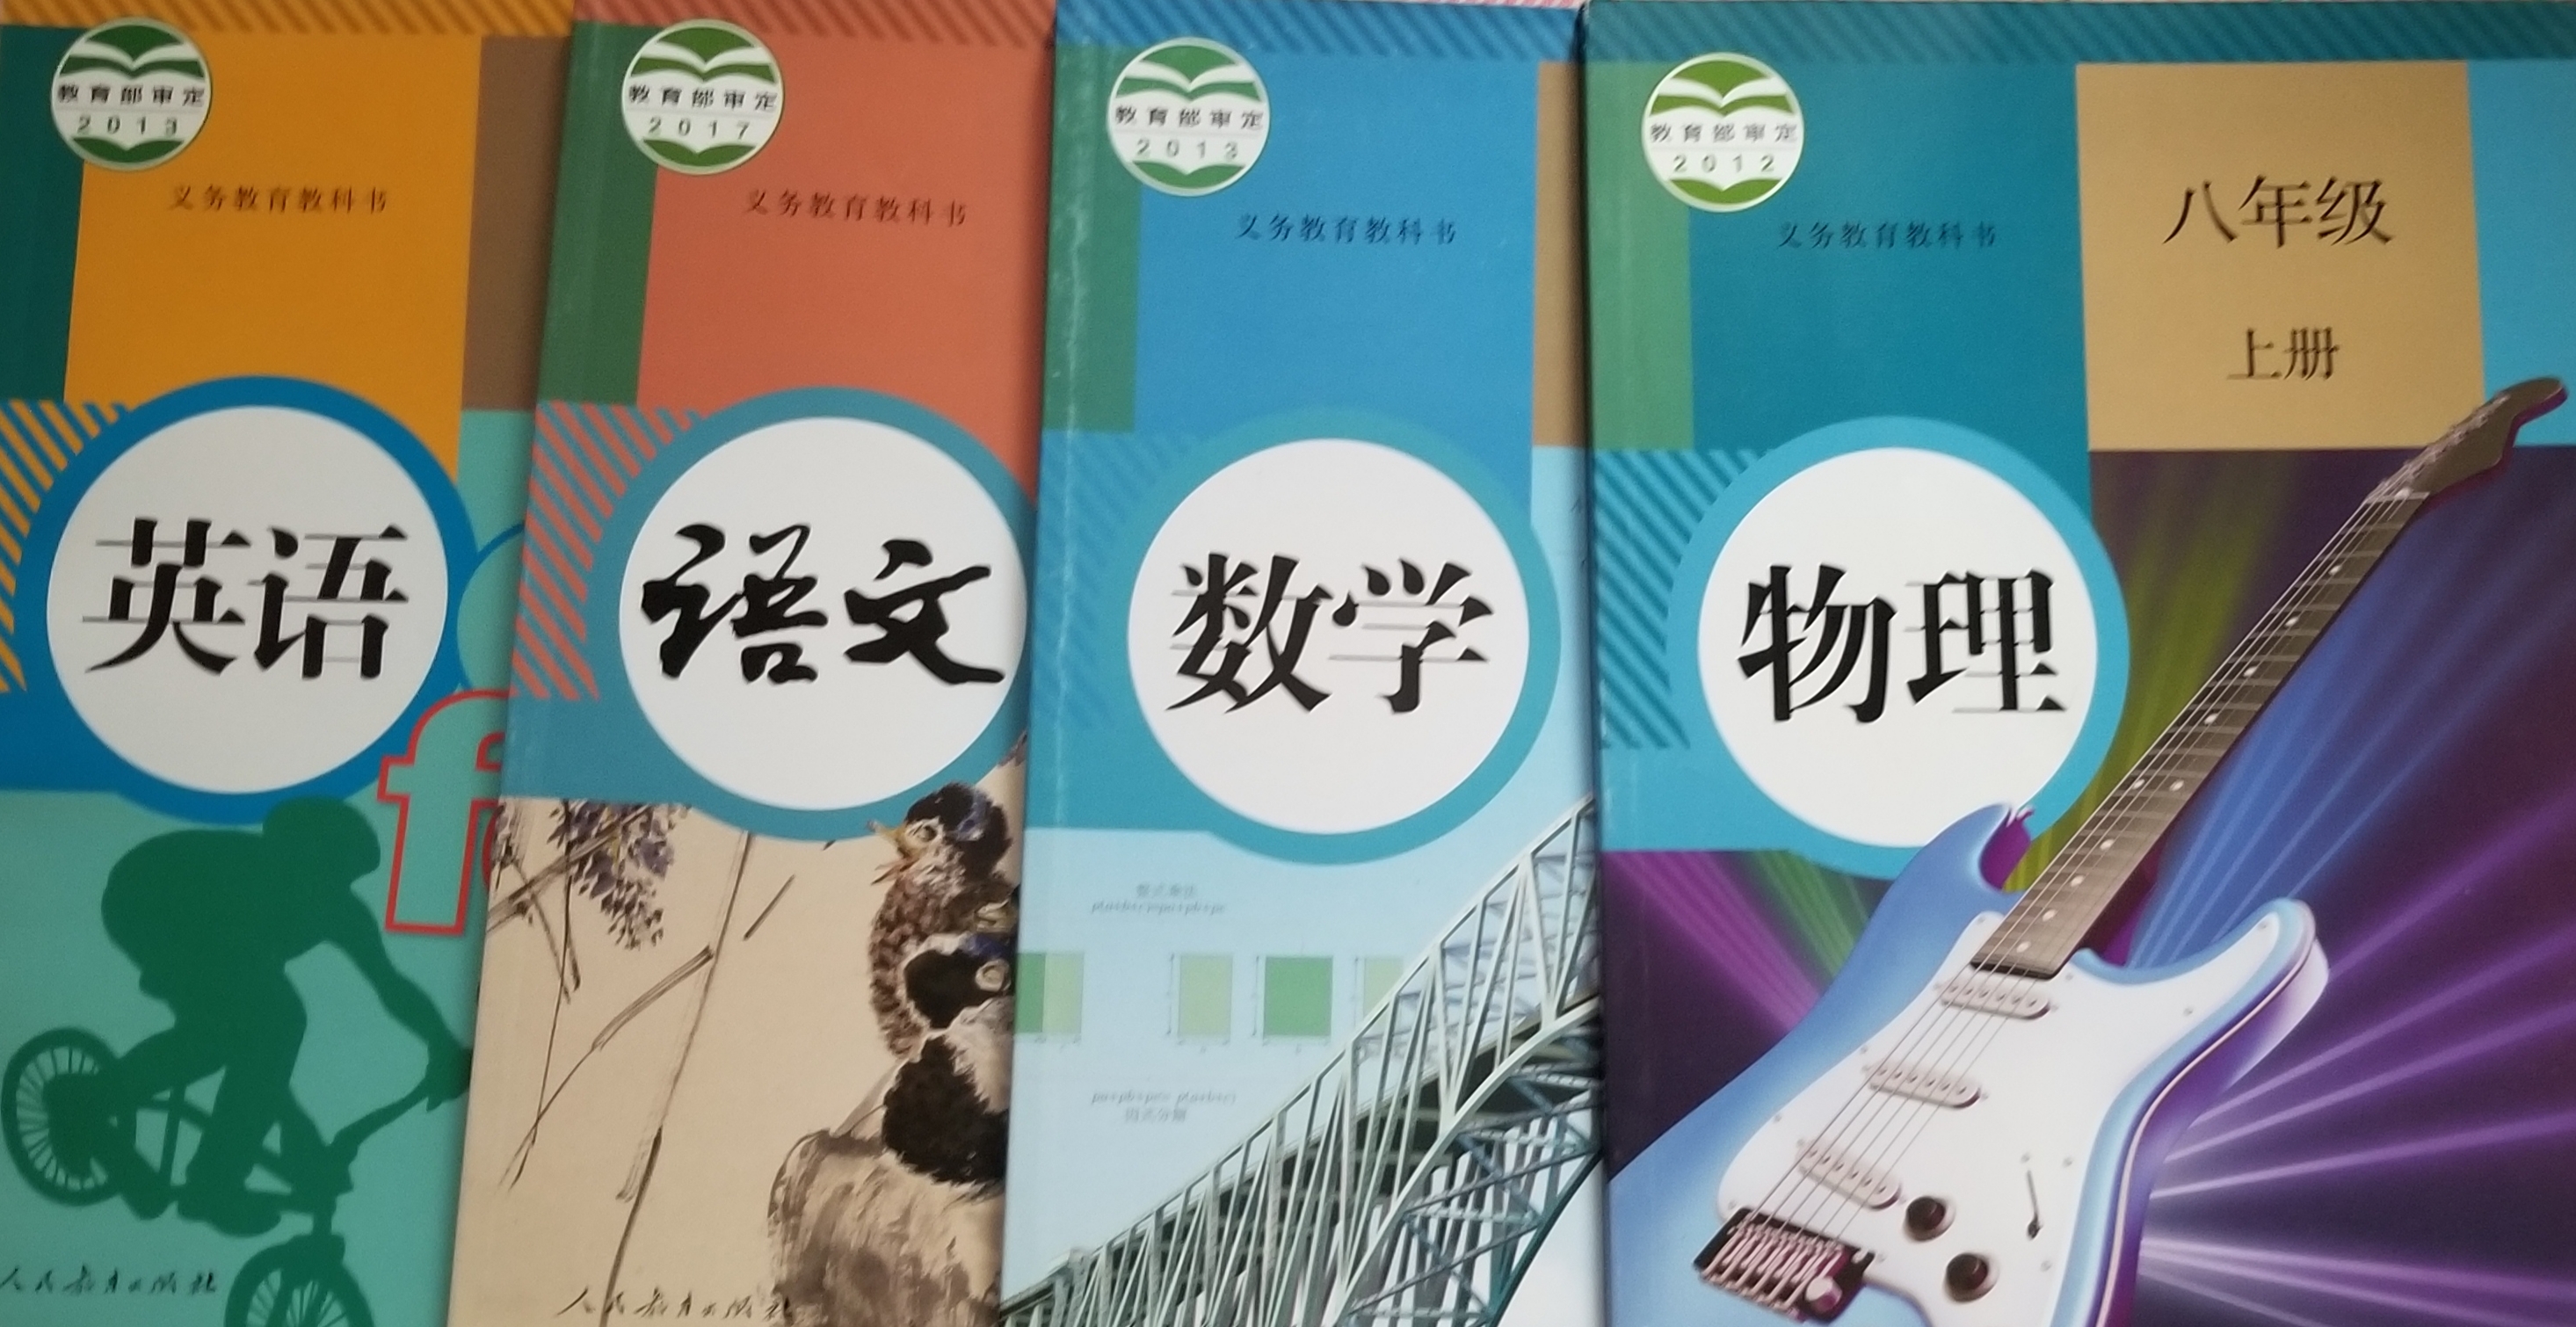 教育部审定
2013
义务教育教科书
英语
f
人民教育出版社
教育部审定
2017
义务教育教科书
语文
人民教育出版社
教育部审定
2013
义务教育教科书
数学
整式乘法
因式分解
教育部审定
2012
义务教育教科书
八年级
上册
物理